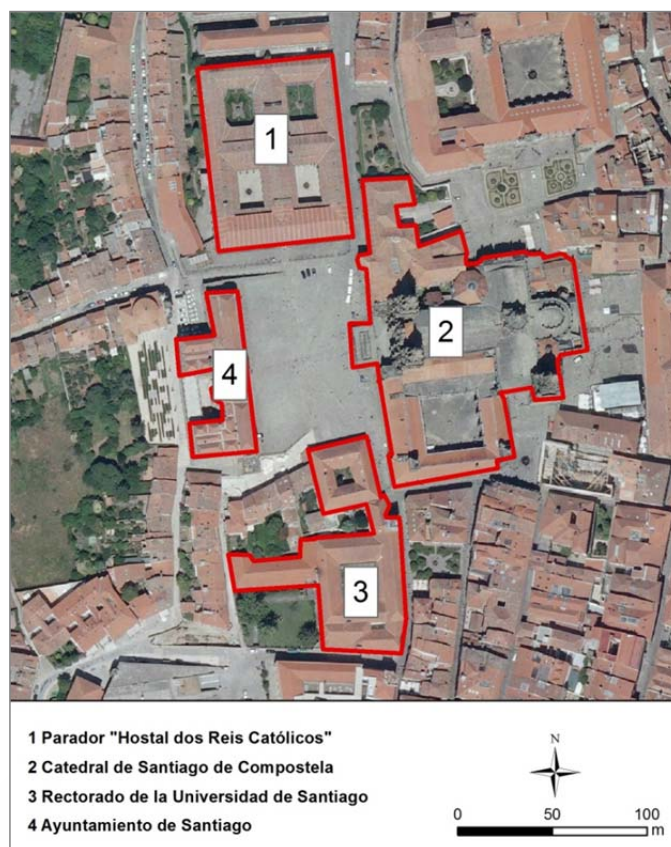 1
2
4
3
1 Parador "Hostal dos Reis Católicos"
2 Catedral de Santiago de Compostela
3 Rectorado de la Universidad de Santiago
4 Ayuntamiento de Santiago
N
0 50 100
m